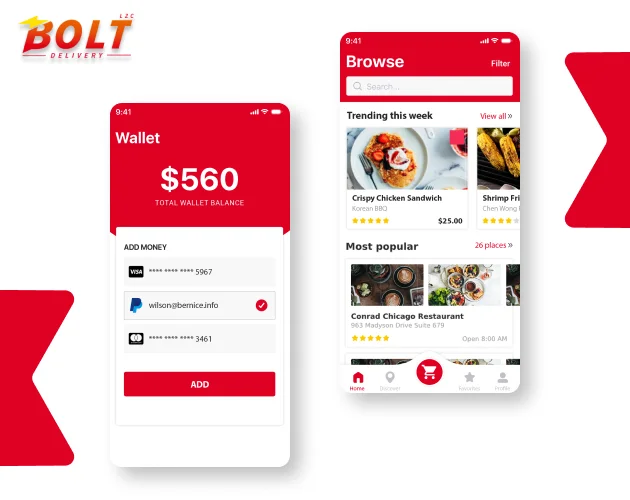 LZC
BOLT
DELIVERY
9:41
Wallet
$560
TOTAL WALLET BALANCE
ADD MONEY
VISA **** **** **** 5967
wilson@bernice.info
**** **** **** 3461
ADD
9:41
Browse
Filter
Search...
Trending this week
View all »
Crispy Chicken Sandwich
Korean BBQ
$25.00
Shrimp Fri
Chen Wong
Most popular
26 places »
Conrad Chicago Restaurant
963 Madyson Drive Suite 679
Open 8:00 AM
Home
Discover
Favorites
Profile